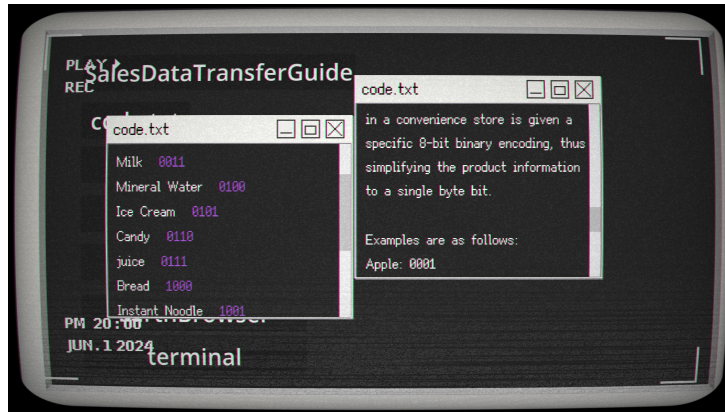 PLAY
REC
SalesDataTransferGuide
code.txt
in a convenience store is given a
specific 8-bit binary encoding, thus
simplifying the product information
to a single byte bit.
Examples are as follows:
Apple: 0001
code.txt
Milk 0011
Mineral Water 0100
Ice Cream 0101
Candy 0110
juice 0111
Bread 1000
Instant Noodle 1001
PM 20:00
JUN.1 2024
terminal